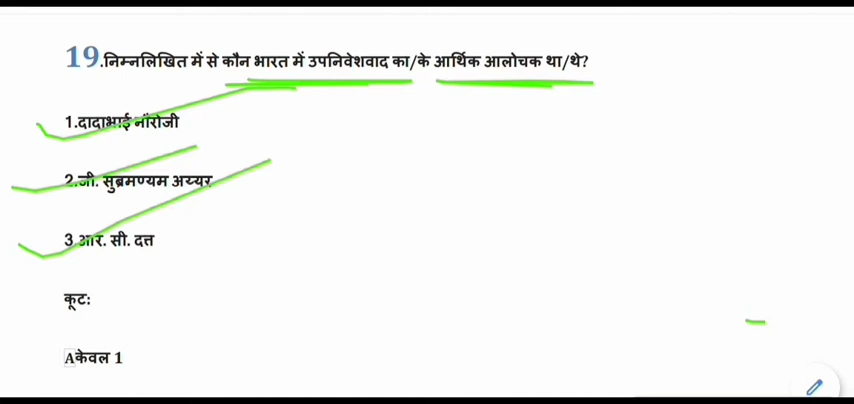 19.निम्नलिखित में से कौन भारत में उपनिवेशवाद का/के आर्थिक आलोचक था/थे?
1.दादाभाई नौरोजी
2.जी. सुब्रमण्यम अय्यर
3 आर. सी. दत्त
कूट:
Aकेवल 1